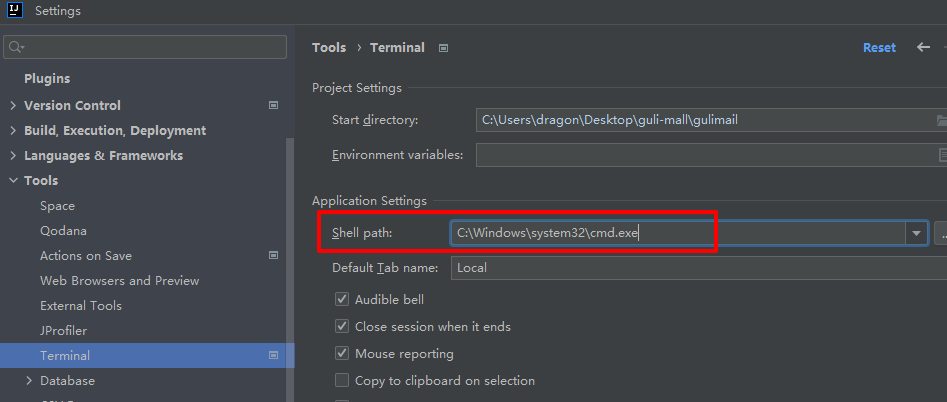 IJ
Settings
Plugins
Version Control
Build, Execution, Deployment
Languages & Frameworks
Tools
Space
Qodana
Actions on Save
Web Browsers and Preview
External Tools
JProfiler
Terminal
Database
Tools › Terminal
Reset
Project Settings
Start directory: C:\Users\dragon\Desktop\guli-mall\gulimail
Environment variables:
Application Settings
Shell path: C:\Windows\system32\cmd.exe
...
Default Tab name: Local
Audible bell
Close session when it ends
Mouse reporting
Copy to clipboard on selection